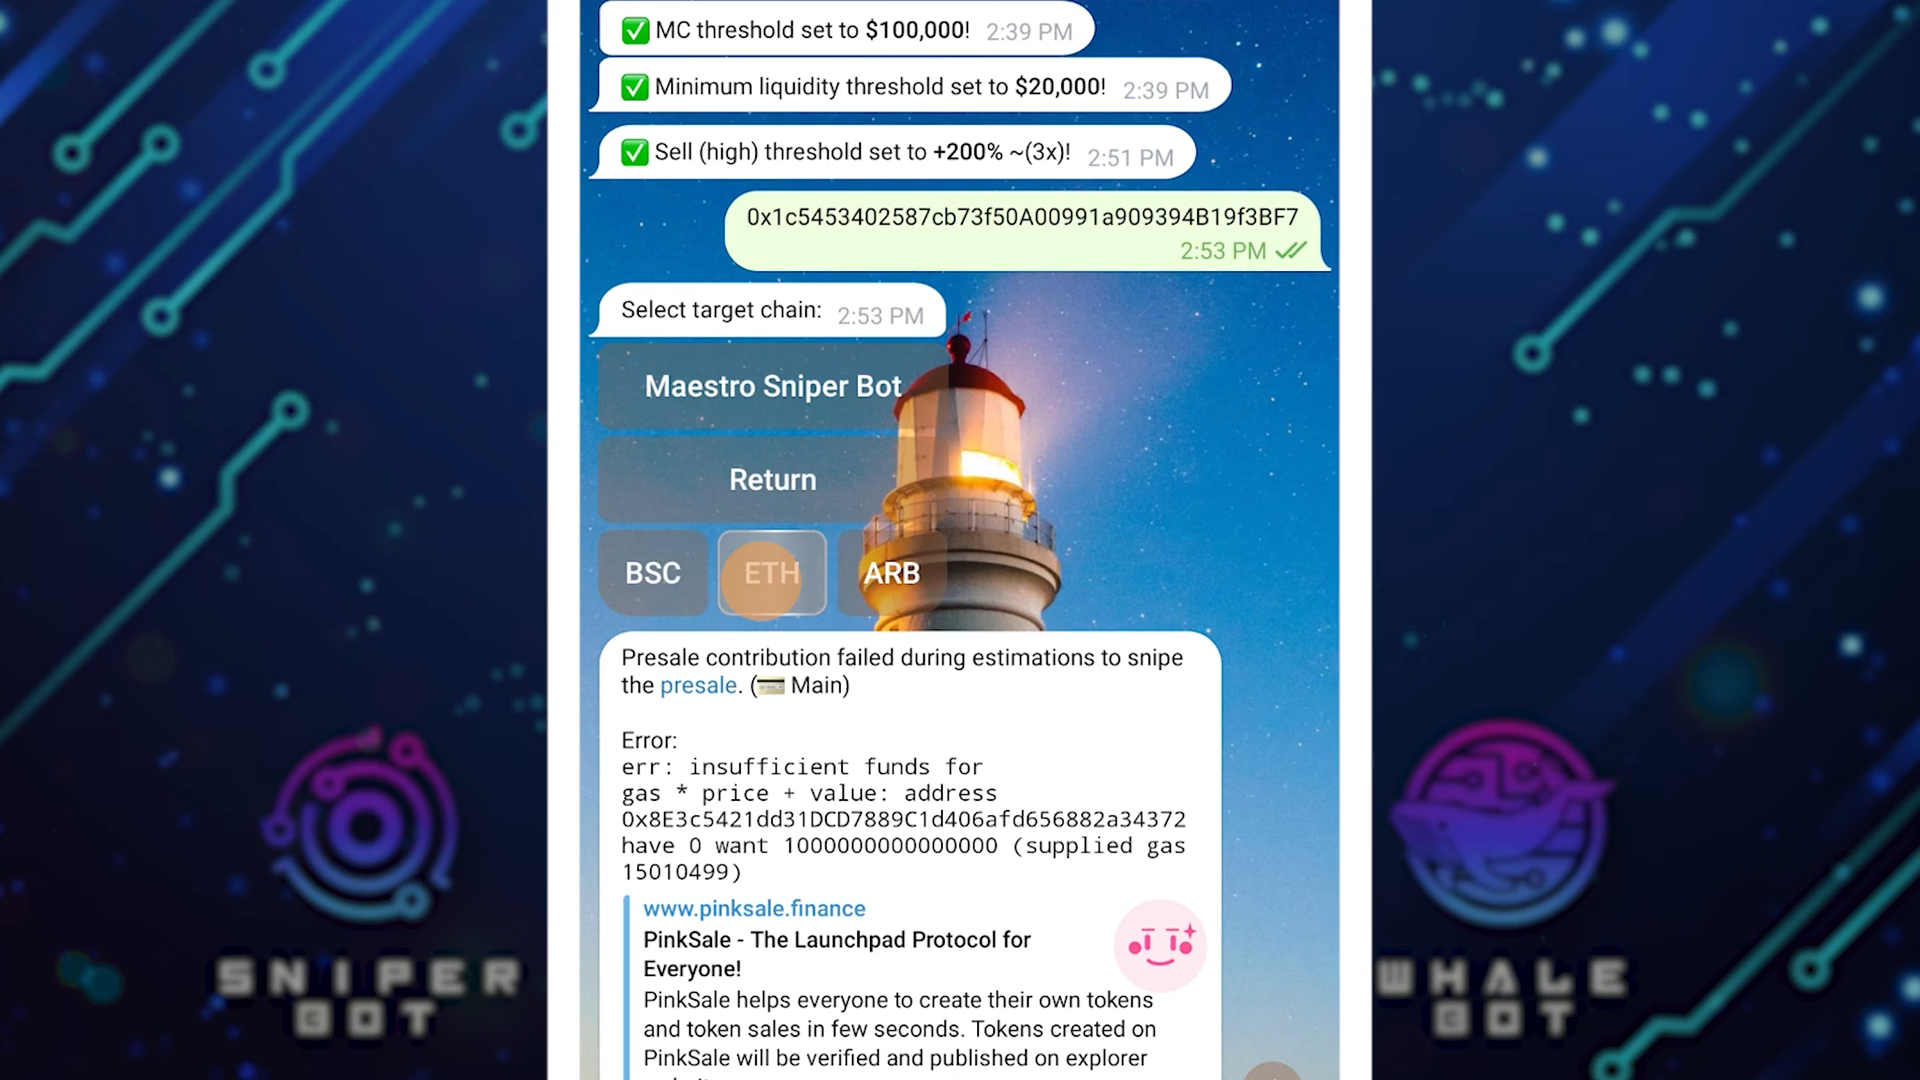 ✅ MC threshold set to $100,000! 2:39 PM
✅ Minimum liquidity threshold set to $20,000! 2:39 PM
✅ Sell (high) threshold set to +200% ~(3x)! 2:51 PM
0x1c5453402587cb73f50A00991a909394B19f3BF7
2:53 PM
Select target chain: 2:53 PM
Maestro Sniper Bot
Return
BSC ETH ARB
Presale contribution failed during estimations to snipe
the presale. (💳 Main)
Error:
err: insufficient funds for
gas * price + value: address
0x8E3c5421dd31DCD7889C1d406afd656882a34372
have 0 want 1000000000000000 (supplied gas
15010499)
www.pinksale.finance
PinkSale - The Launchpad Protocol for
Everyone!
PinkSale helps everyone to create their own tokens
and token sales in few seconds. Tokens created on
PinkSale will be verified and published on explorer
SNIPER
BOT
WHALE
BOT